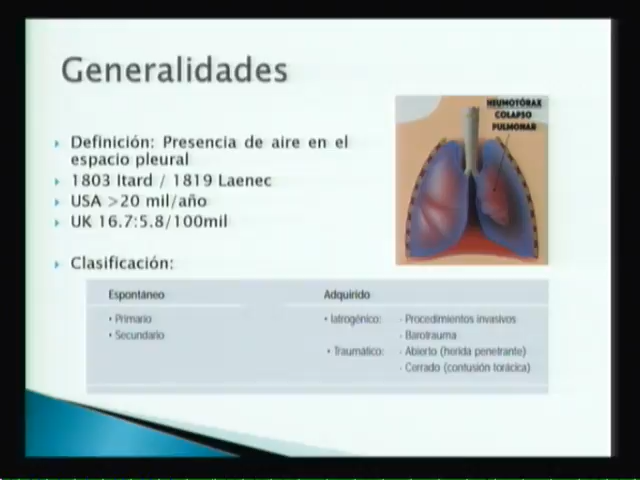 Generalidades
NEUMOTÓRAX
COLAPSO
PULMONAR
Definición: Presencia de aire en el
espacio pleural
1803 Itard / 1819 Laenec
USA >20 mil/año
UK 16.7:5.8/100mil
Clasificación:
Espontáneo Adquirido
• Primario • Iatrogénico: - Procedimientos invasivos
• Secundario - Barotrauma
• Traumático: - Abierto (herida penetrante)
- Cerrado (contusión torácica)